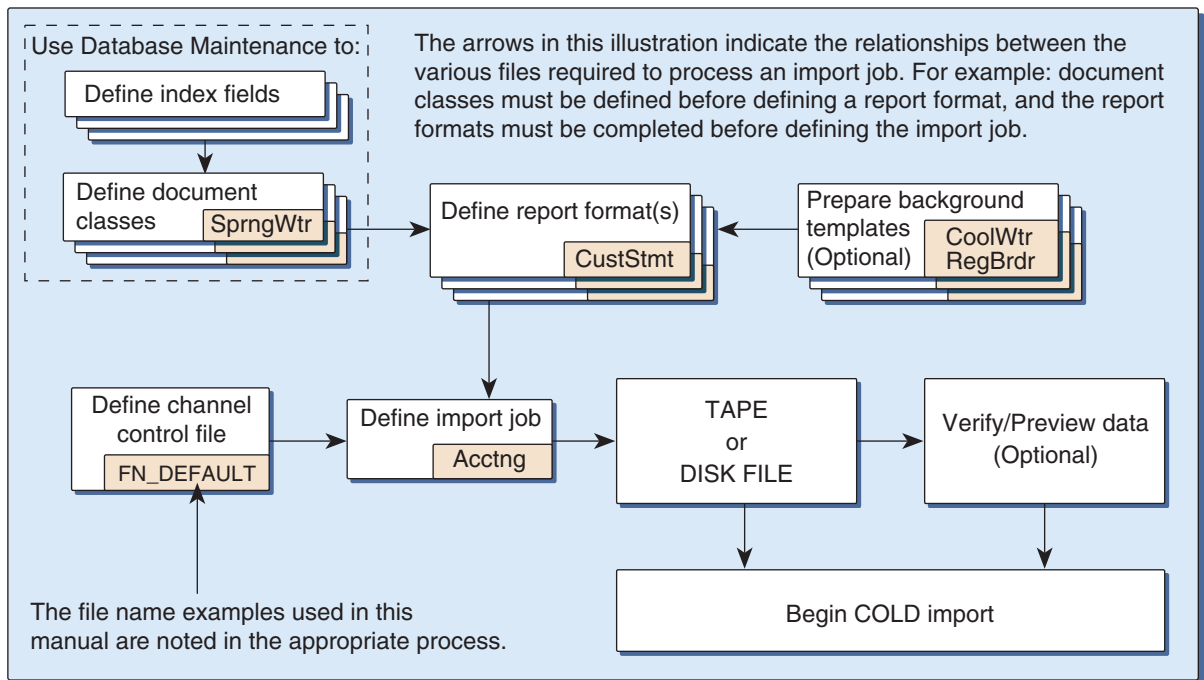 Use Database Maintenance to:
Define index fields
Define document
classes
SprngWtr
The arrows in this illustration indicate the relationships between the
various files required to process an import job. For example: document
classes must be defined before defining a report format, and the report
formats must be completed before defining the import job.
Define report format(s)
CustStmt
Prepare background
templates
(Optional)
CoolWtr
RegBrdr
Define channel
control file
FN_DEFAULT
Define import job
Acctng
TAPE
or
DISK FILE
Verify/Preview data
(Optional)
Begin COLD import
The file name examples used in this
manual are noted in the appropriate process.